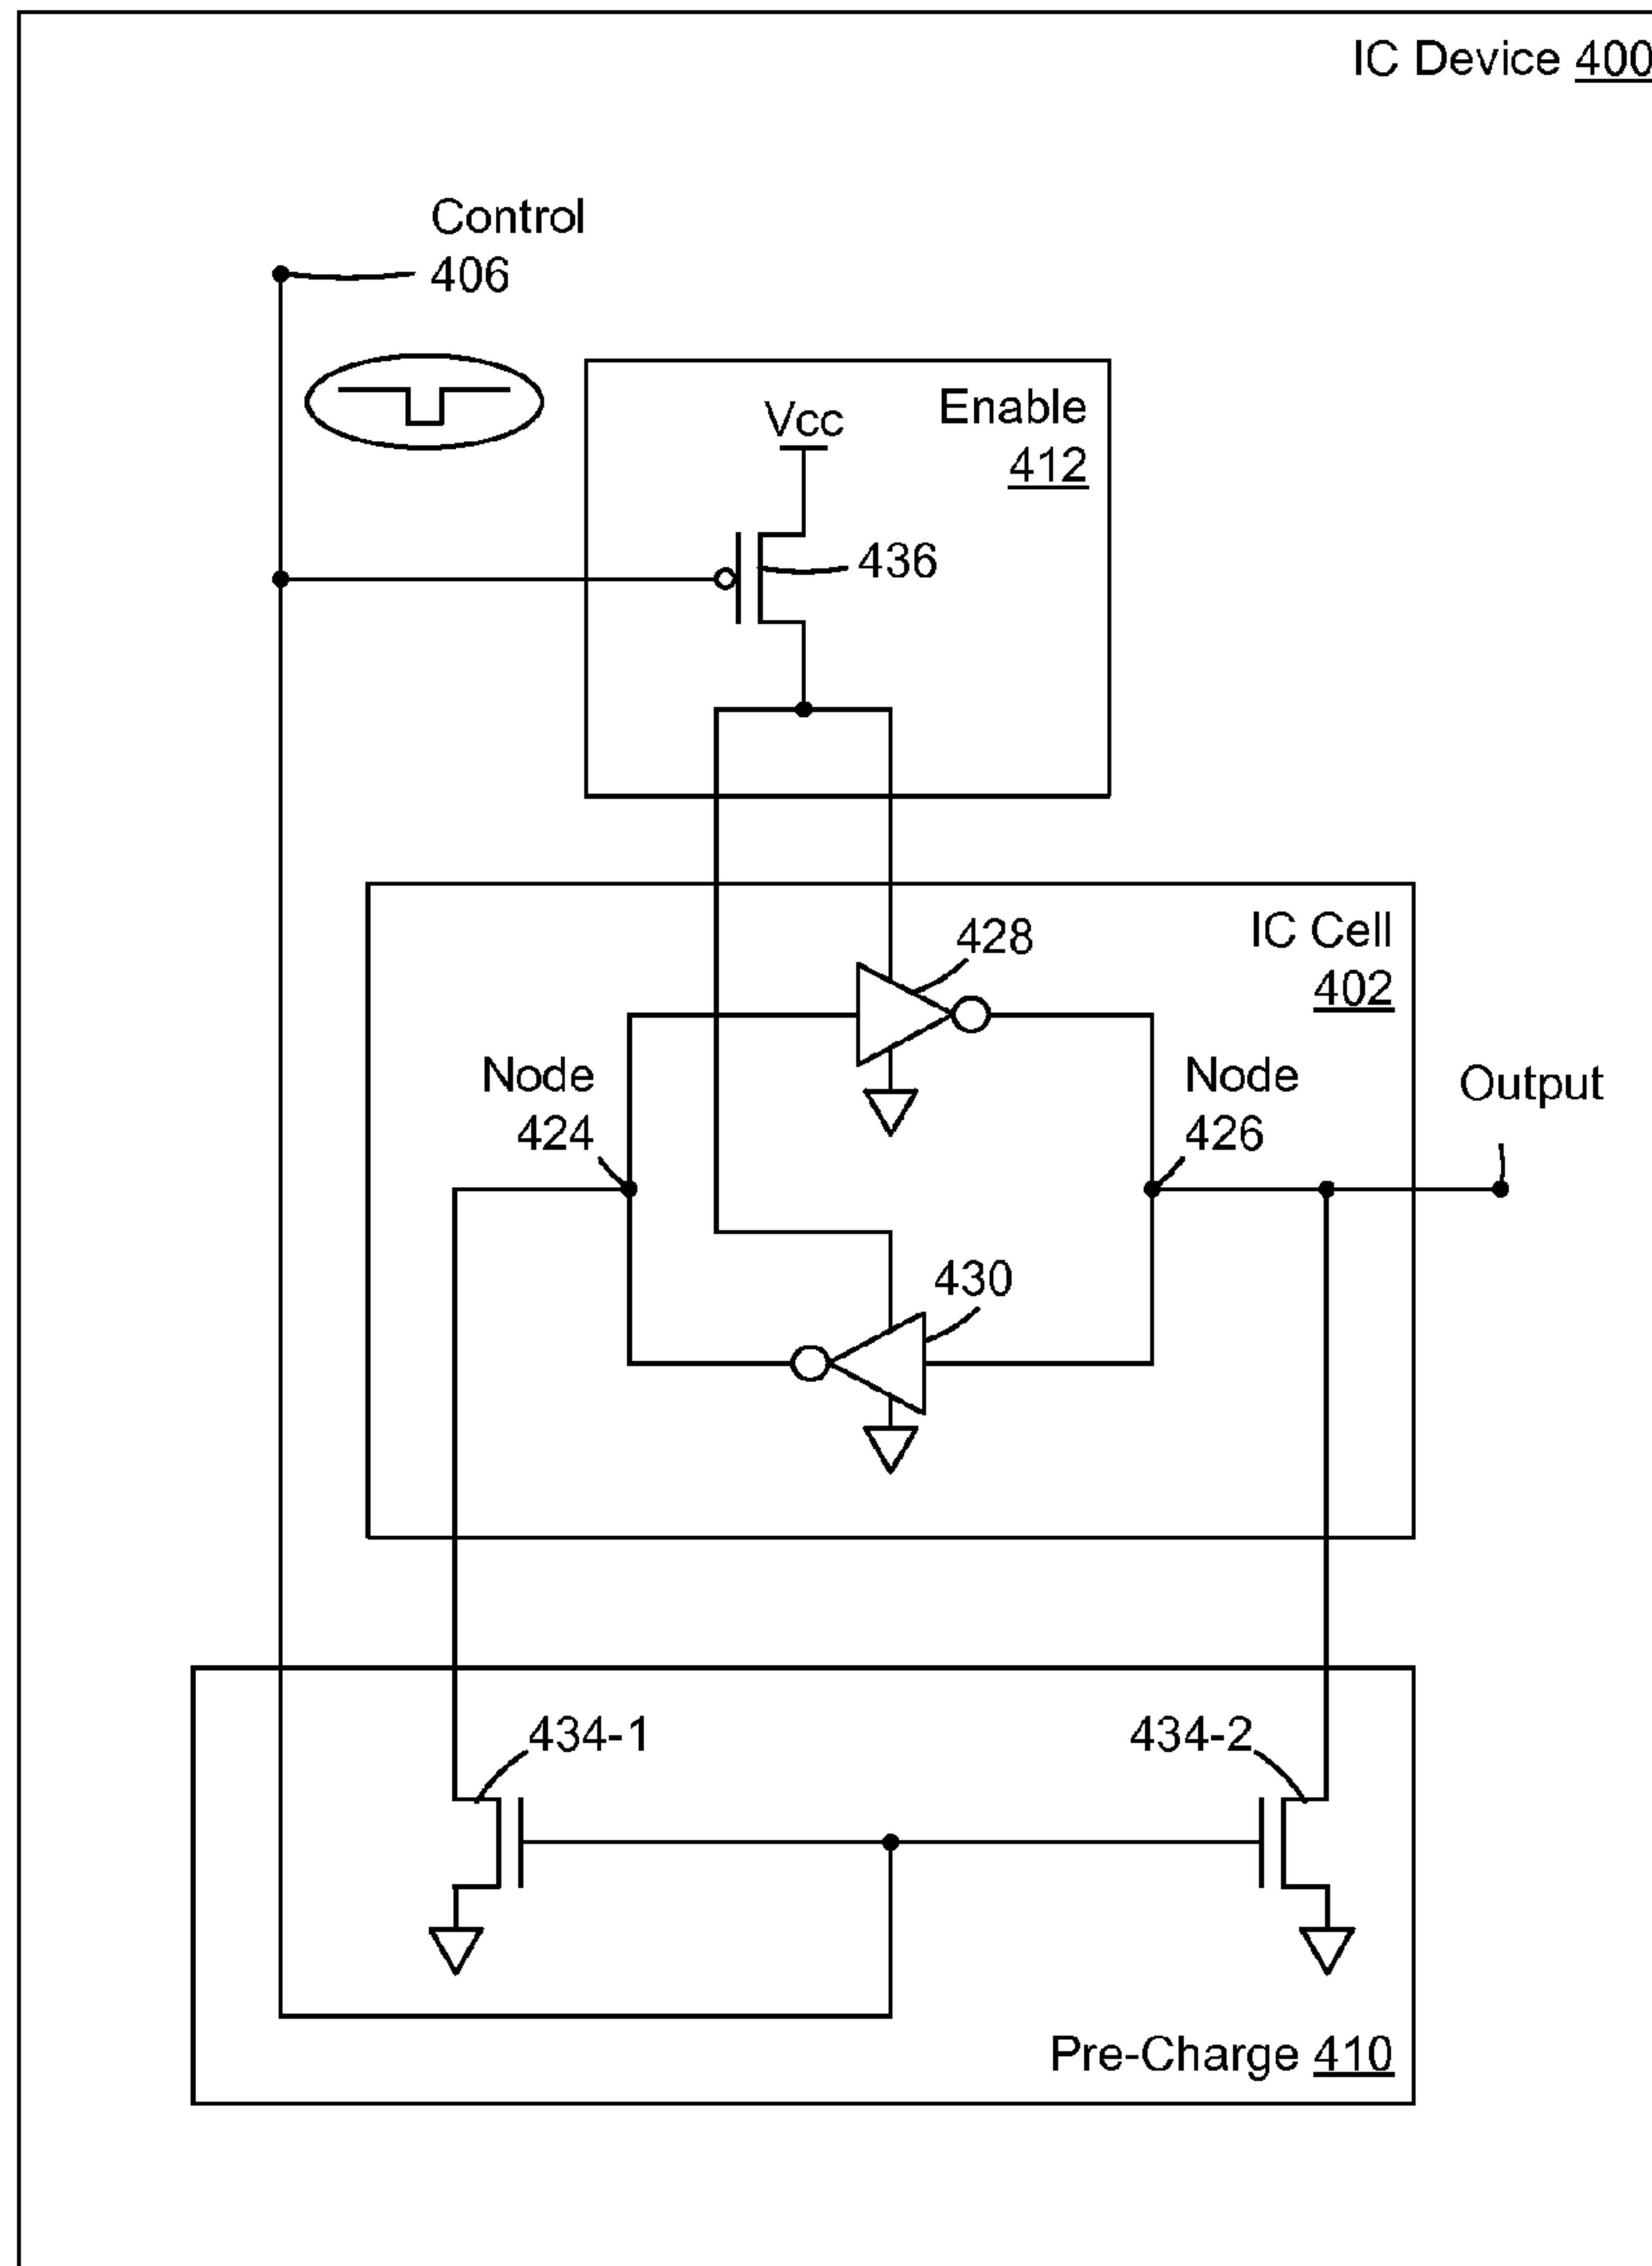 IC Device 400
Control
406
Enable
412
Vcc
436
IC Cell
402
428
Node
424
Node
426
Output
430
434-1
434-2
Pre-Charge 410